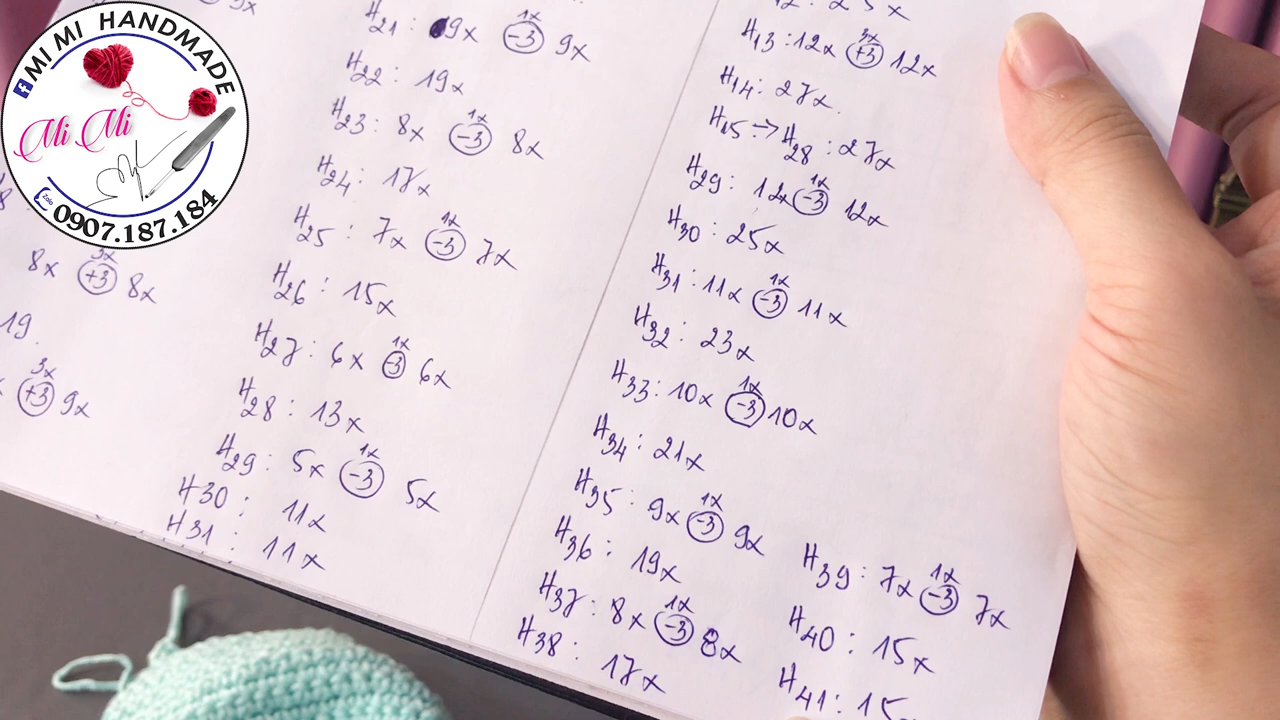 MI MI HANDMADE
Mi Mi
Zalo
0907.187.184
8x (+3) 3x 8x
19.
(+3) 3x 9x
H21 : 9x (-3) 1x 9x
H22 : 19x
H23 : 8x (-3) 1x 8x
H24 : 17x
H25 : 7x (-3) 1x 7x
H26 : 15x
H27 : 6x (-3) 1x 6x
H28 : 13x
H29 : 5x (-3) 1x 5x
H30 : 11x
H31 : 11x
H13 : 12x (+3) 3x 12x
H14 : 27x
H15 -> H28 : 27x
H29 : 12x (-3) 1x 12x
H30 : 25x
H31 : 11x (-3) 1x 11x
H32 : 23x
H33 : 10x (-3) 1x 10x
H34 : 21x
H35 : 9x (-3) 1x 9x
H36 : 19x
H37 : 8x (-3) 1x 8x
H38 : 17x
H39 : 7x (-3) 1x 7x
H40 : 15x
H41 : 15x